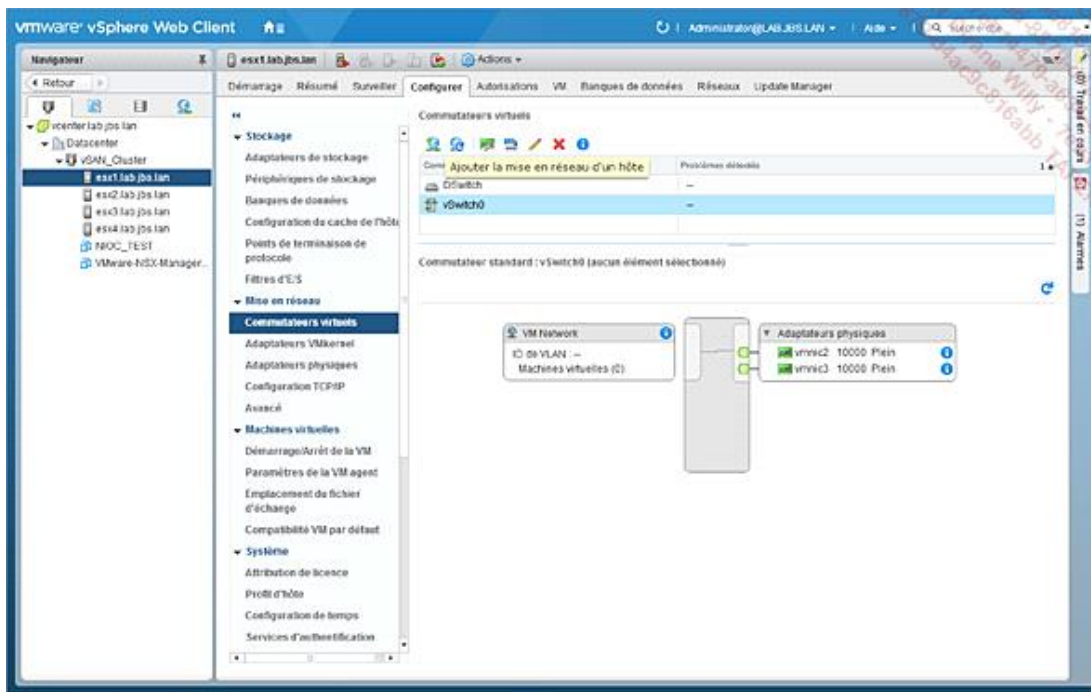 vmware® vSphere Web Client
Administrator@LAB.JBS.LAN
Aide
Navigateur
Retour
vcenter.lab.jbs.lan
Datacenter
vSAN_Cluster
esx1.lab.jbs.lan
esx2.lab.jbs.lan
esx3.lab.jbs.lan
esx4.lab.jbs.lan
NIOC_TEST
VMware-NSX-Manager...
esx1.lab.jbs.lan
Actions
Démarrage Résumé Surveiller Configurer Autorisations VM Banques de données Réseaux Update Manager
Stockage
Adaptateurs de stockage
Périphériques de stockage
Banques de données
Configuration du cache de l'hôte
Points de terminaison de
protocole
Filtres d'E/S
Mise en réseau
Commutateurs virtuels
Adaptateurs VMkernel
Adaptateurs physiques
Configuration TCP/IP
Avancé
Machines virtuelles
Démarrage/Arrêt de la VM
Paramètres de la VM agent
Emplacement du fichier
d'échange
Compatibilité VM par défaut
Système
Attribution de licence
Profil d'hôte
Configuration de temps
Services d'authentification
Commutateurs virtuels
Ajouter la mise en réseau d'un hôte
Problèmes détectés
1
DSwitch --
vSwitch0 --
Commutateur standard : vSwitch0 (aucun élément sélectionné)
VM Network
ID de VLAN : --
Machines virtuelles (0)
Adaptateurs physiques
vmnic2 10000 Plein
vmnic3 10000 Plein
(0) Travail en cours
(1) Alarmes